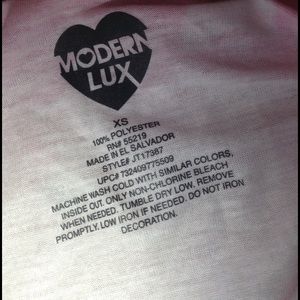 MODERN
LUX
XS
100% POLYESTER
RN# 55219
MADE IN EL SALVADOR
STYLE# JT17387
UPC# 732409775509
MACHINE WASH COLD WITH SIMILAR COLORS,
INSIDE OUT. ONLY NON-CHLORINE BLEACH
WHEN NEEDED. TUMBLE DRY LOW. REMOVE
PROMPTLY. LOW IRON IF NEEDED. DO NOT IRON
DECORATION.